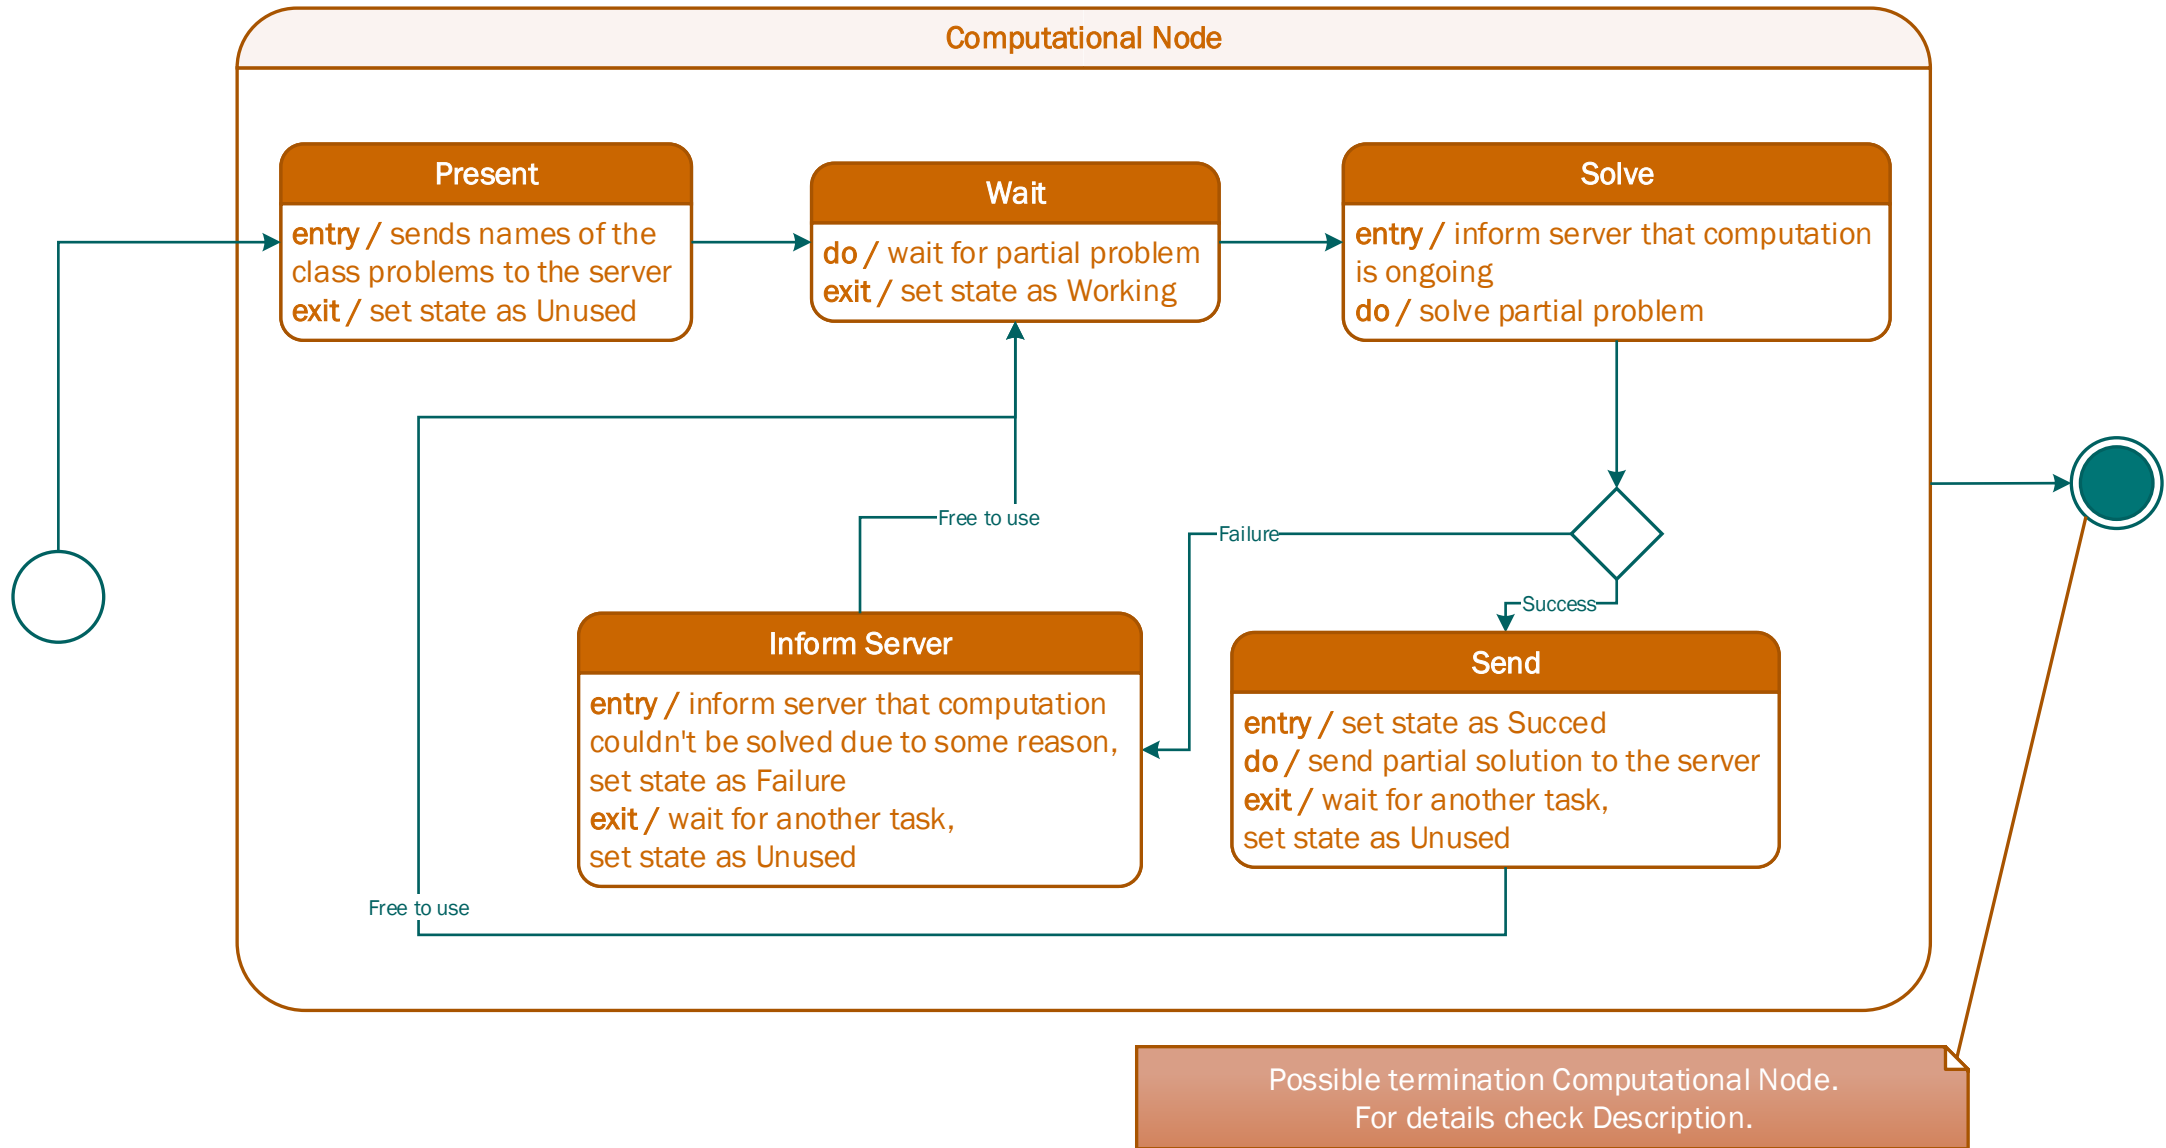 Computational Node
Present
entry / sends names of the
class problems to the server
exit / set state as Unused
Wait
do / wait for partial problem
exit / set state as Working
Solve
entry / inform server that computation
is ongoing
do / solve partial problem
Free to use
Failure
Success
Inform Server
entry / inform server that computation
couldn't be solved due to some reason,
set state as Failure
exit / wait for another task,
set state as Unused
Send
entry / set state as Succed
do / send partial solution to the server
exit / wait for another task,
set state as Unused
Free to use
Possible termination Computational Node.
For details check Description.